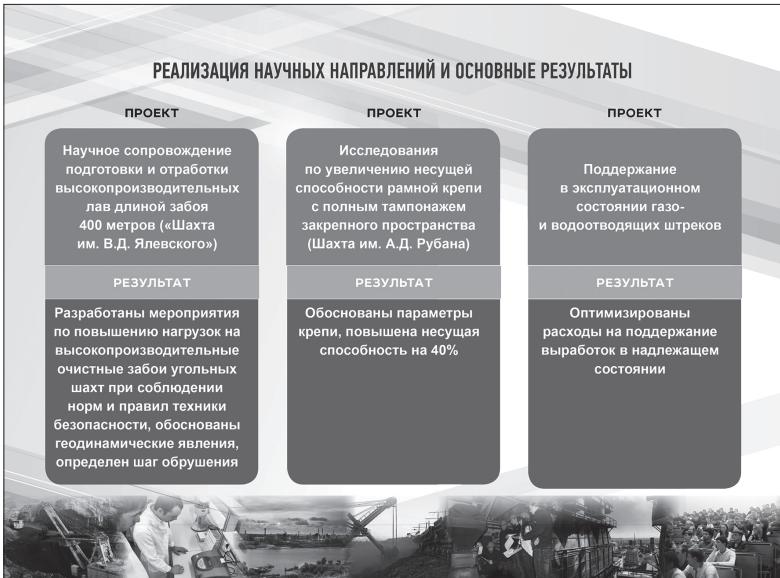 РЕАЛИЗАЦИЯ НАУЧНЫХ НАПРАВЛЕНИЙ И ОСНОВНЫЕ РЕЗУЛЬТАТЫ
ПРОЕКТ
Научное сопровождение
подготовки и отработки
высокопроизводительных
лав длиной забоя
400 метров («Шахта
им. В.Д. Ялевского»)
РЕЗУЛЬТАТ
Разработаны мероприятия
по повышению нагрузок на
высокопроизводительные
очистные забои угольных
шахт при соблюдении
норм и правил техники
безопасности, обоснованы
геодинамические явления,
определен шаг обрушения
ПРОЕКТ
Исследования
по увеличению несущей
способности рамной крепи
с полным тампонажем
закрепного пространства
(Шахта им. А.Д. Рубана)
РЕЗУЛЬТАТ
Обоснованы параметры
крепи, повышена несущая
способность на 40%
ПРОЕКТ
Поддержание
в эксплуатационном
состоянии газо-
и водоотводящих штреков
РЕЗУЛЬТАТ
Оптимизированы
расходы на поддержание
выработок в надлежащем
состоянии